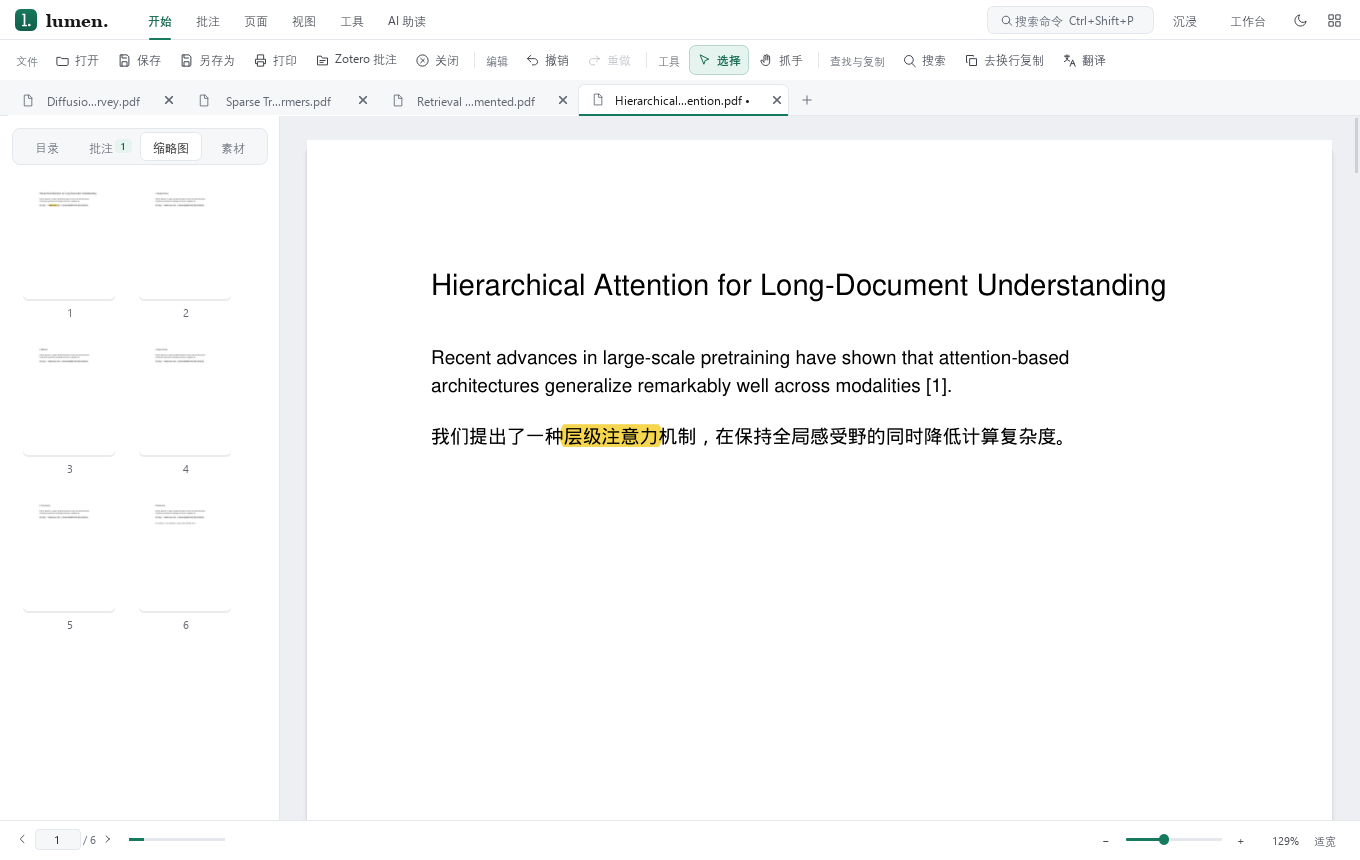 l. lumen. 开始 批注 页面 视图 工具 AI 助读 搜索命令 Ctrl+Shift+P 沉浸 工作台
文件 打开 保存 另存为 打印 Zotero 批注 关闭 编辑 撤销 重做 工具 选择 抓手 查找与复制 搜索 去换行复制 翻译
Diffusio...rvey.pdf Sparse Tr...rmers.pdf Retrieval ...mented.pdf Hierarchical...ention.pdf •
目录 批注 1 缩略图 素材
1 2
3 4
5 6
Hierarchical Attention for Long-Document Understanding
Recent advances in large-scale pretraining have shown that attention-based
architectures generalize remarkably well across modalities [1].
我们提出了一种层级注意力机制，在保持全局感受野的同时降低计算复杂度。
1 / 6 − + 129% 适宽